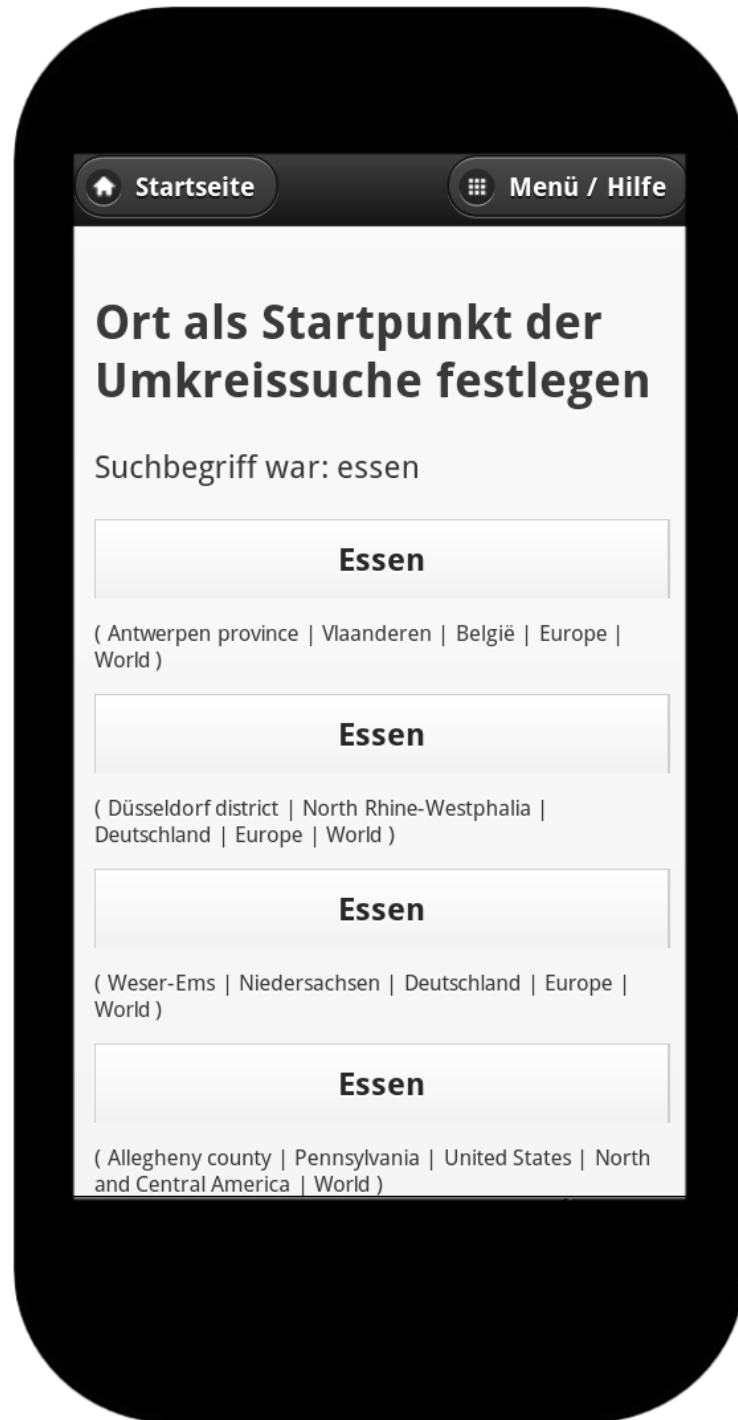 Startseite
Menü / Hilfe
Ort als Startpunkt der
Umkreissuche festlegen
Suchbegriff war: essen
Essen
( Antwerpen province | Vlaanderen | België | Europe |
World )
Essen
( Düsseldorf district | North Rhine-Westphalia |
Deutschland | Europe | World )
Essen
( Weser-Ems | Niedersachsen | Deutschland | Europe |
World )
Essen
( Allegheny county | Pennsylvania | United States | North
and Central America | World )